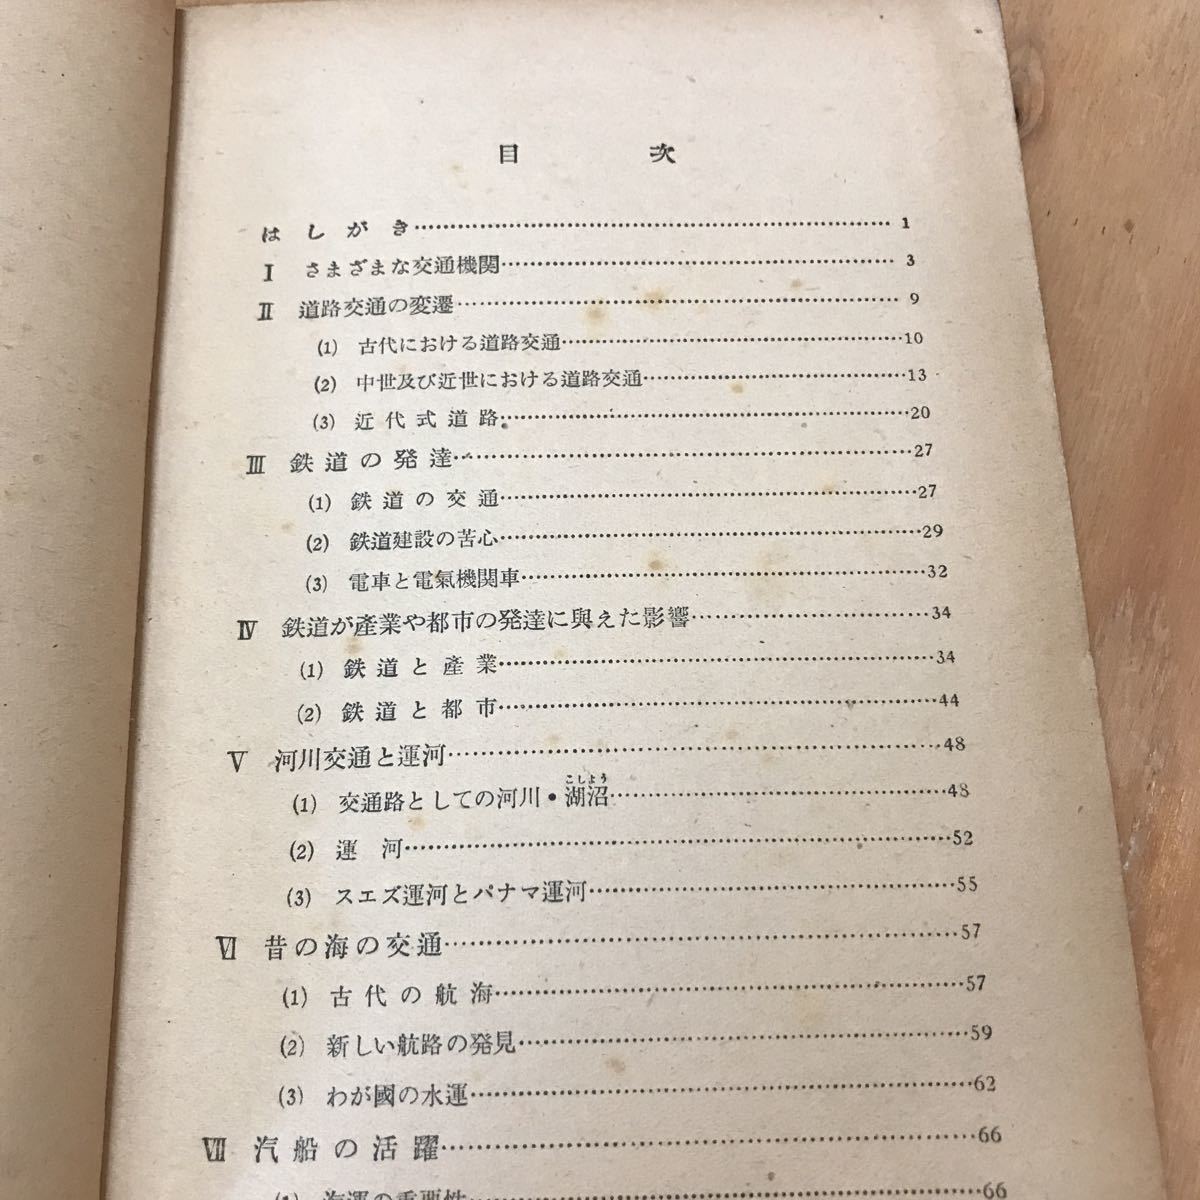 目次
はしがき……1
Ⅰ さまざまな交通機関……3
Ⅱ 道路交通の変遷……9
(1) 古代における道路交通……10
(2) 中世及び近世における道路交通……13
(3) 近代式道路……20
Ⅲ 鉄道の発達……27
(1) 鉄道の交通……27
(2) 鉄道建設の苦心……29
(3) 電車と電氣機関車……32
Ⅳ 鉄道が産業や都市の発達に與えた影響……34
(1) 鉄道と産業……34
(2) 鉄道と都市……44
Ⅴ 河川交通と運河……48
こしよう
(1) 交通路としての河川・湖沼……48
(2) 運河……52
(3) スエズ運河とパナマ運河……55
Ⅵ 昔の海の交通……57
(1) 古代の航海……57
(2) 新しい航路の発見……59
(3) わが國の水運……62
Ⅶ 汽船の活躍……66
(1) 海運の重要性……66